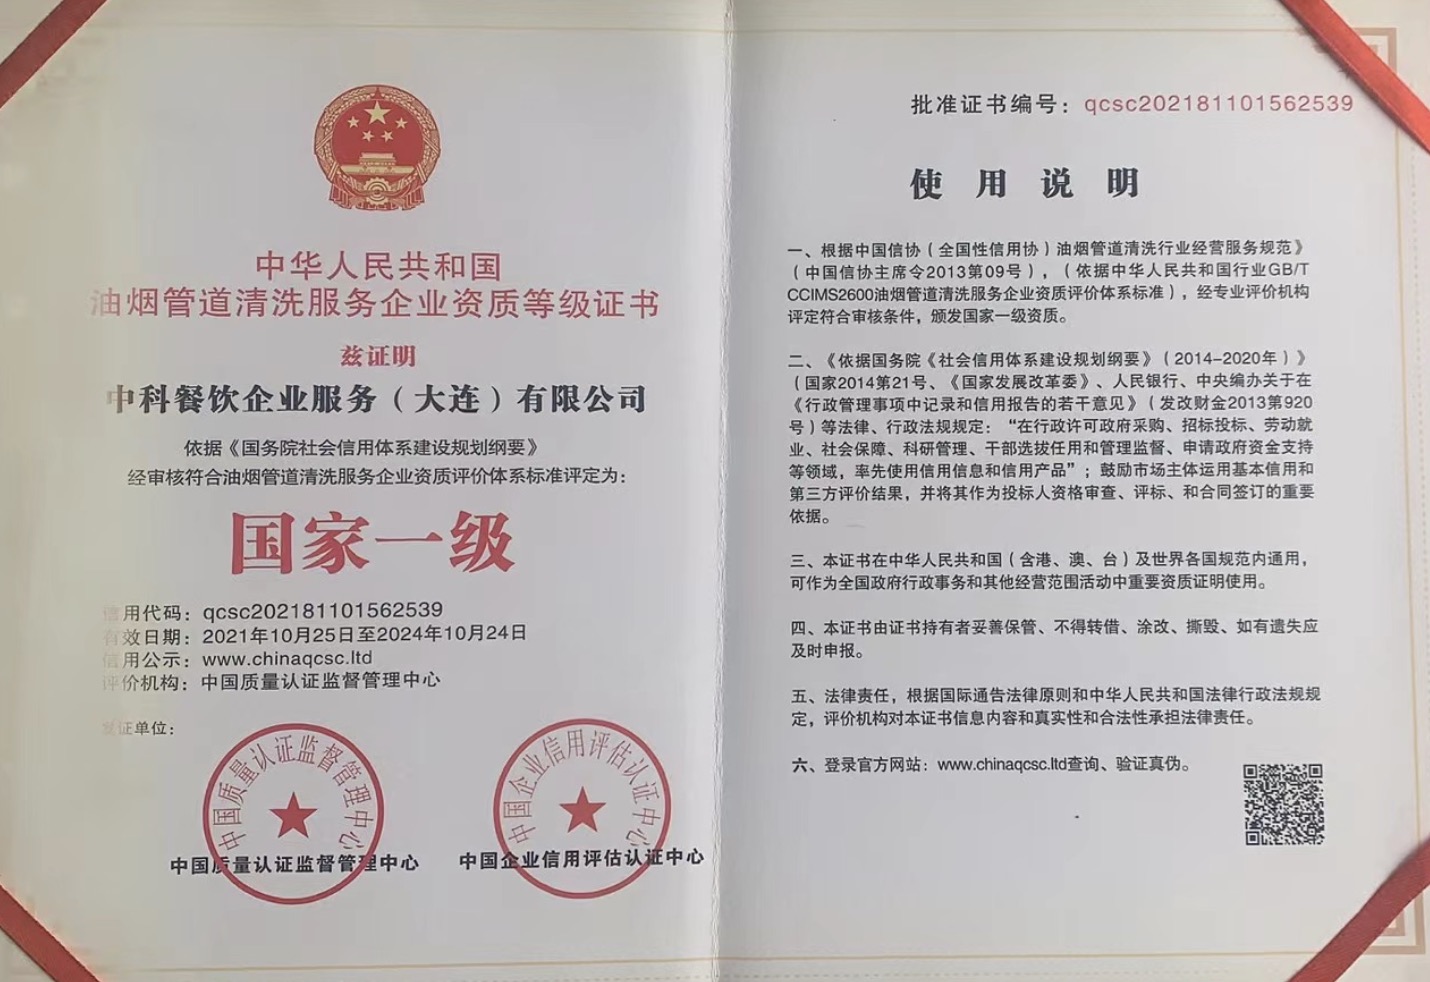 中华人民共和国
油烟管道清洗服务企业资质等级证书
兹证明
中科餐饮企业服务（大连）有限公司
依据《国务院社会信用体系建设规划纲要》
经审核符合油烟管道清洗服务企业资质评价体系标准评定为：
国家一级
信用代码：qcsc202181101562539
有效日期：2021年10月25日至2024年10月24日
信用公示：www.chinaqcsc.ltd
评价机构：中国质量认证监督管理中心
发证单位：
中国质量认证监督管理中心
中国企业信用评估认证中心
中国质量认证监督管理中心
中国企业信用评估认证中心
批准证书编号：qcsc202181101562539
使用说明
一、根据中国信协（全国性信用协）油烟管道清洗行业经营服务规范》
（中国信协主席令2013第09号），（依据中华人民共和国行业GB/T
CCIMS2600油烟管道清洗服务企业资质评价体系标准），经专业评价机构
评定符合审核条件，颁发国家一级资质。
二、《依据国务院《社会信用体系建设规划纲要》（2014-2020年）》
（国家2014第21号、《国家发展改革委》、人民银行、中央编办关于在
《行政管理事项中记录和信用报告的若干意见》（发改财金2013第920
号）等法律、行政法规规定：“在行政许可政府采购、招标投标、劳动就
业、社会保障、科研管理、干部选拔任用和管理监督、申请政府资金支持
等领域，率先使用信用信息和信用产品”；鼓励市场主体运用基本信用和
第三方评价结果，并将其作为投标人资格审查、评标、和合同签订的重要
依据。
三、本证书在中华人民共和国（含港、澳、台）及世界各国规范内通用，
可作为全国政府行政事务和其他经营范围活动中重要资质证明使用。
四、本证书由证书持有者妥善保管、不得转借、涂改、撕毁、如有遗失应
及时申报。
五、法律责任，根据国际通告法律原则和中华人民共和国法律行政法规规
定，评价机构对本证书信息内容和真实性和合法性承担法律责任。
六、登录官方网站：www.chinaqcsc.ltd查询、验证真伪。